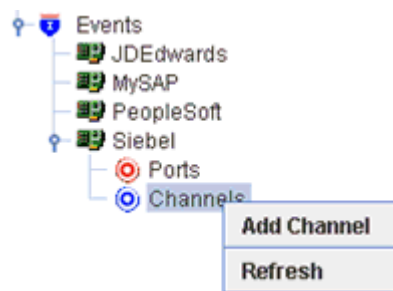 Events
JDEdwards
MySAP
PeopleSoft
Siebel
Ports
Channels
Add Channel
Refresh